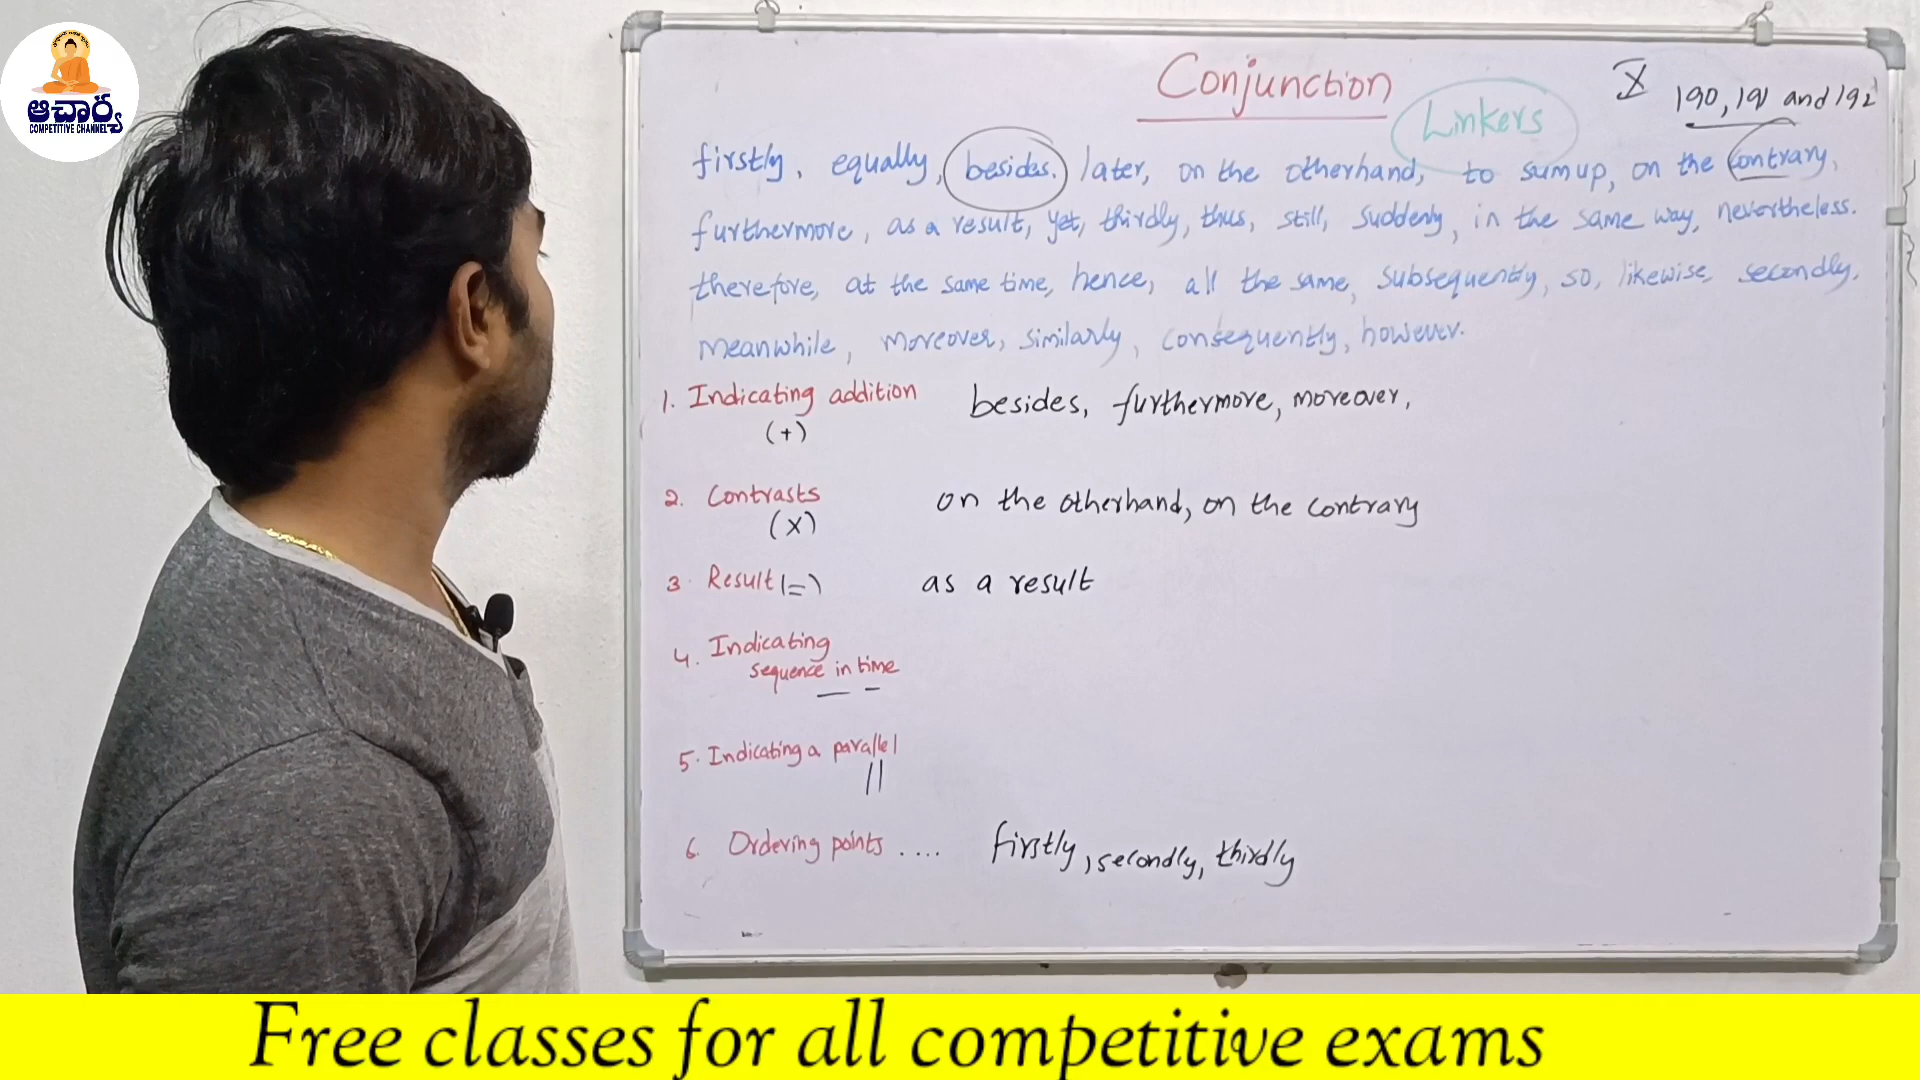 ఆచార్య
COMPETITIVE CHANNEL
Conjunction
Linkers
X 190, 191 and 192
firstly, equally, besides, later, on the otherhand, to sumup, on the contrary,
furthermore, as a result, yet, thirdly, thus, still, suddenly, in the same way, nevertheless.
therefore, at the same time, hence, all the same, subsequently, so, likewise, secondly.
meanwhile, moreover, similarly, consequently, however.
1. Indicating addition besides, furthermore, moreover,
(+)
2. Contrasts on the otherhand, on the contrary
(x)
3. Result (=) as a result
4. Indicating
sequence in time
5. Indicating a parallel
||
6. Ordering points .... firstly, secondly, thirdly
Free classes for all competitive exams